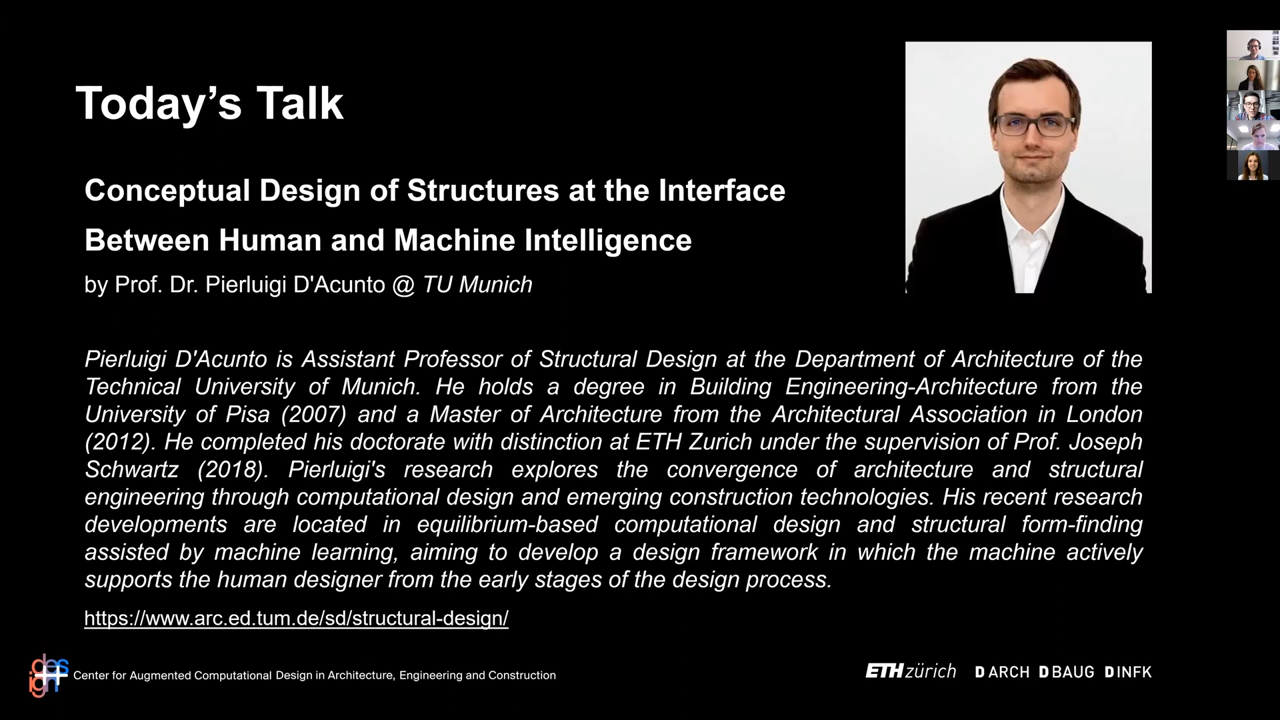 Today’s Talk
Conceptual Design of Structures at the Interface
Between Human and Machine Intelligence
by Prof. Dr. Pierluigi D'Acunto @ TU Munich
Pierluigi D'Acunto is Assistant Professor of Structural Design at the Department of Architecture of the
Technical University of Munich. He holds a degree in Building Engineering-Architecture from the
University of Pisa (2007) and a Master of Architecture from the Architectural Association in London
(2012). He completed his doctorate with distinction at ETH Zurich under the supervision of Prof. Joseph
Schwartz (2018). Pierluigi's research explores the convergence of architecture and structural
engineering through computational design and emerging construction technologies. His recent research
developments are located in equilibrium-based computational design and structural form-finding
assisted by machine learning, aiming to develop a design framework in which the machine actively
supports the human designer from the early stages of the design process.
https://www.arc.ed.tum.de/sd/structural-design/
des
ign
Center for Augmented Computational Design in Architecture, Engineering and Construction
ETH zürich D ARCH D BAUG D INFK